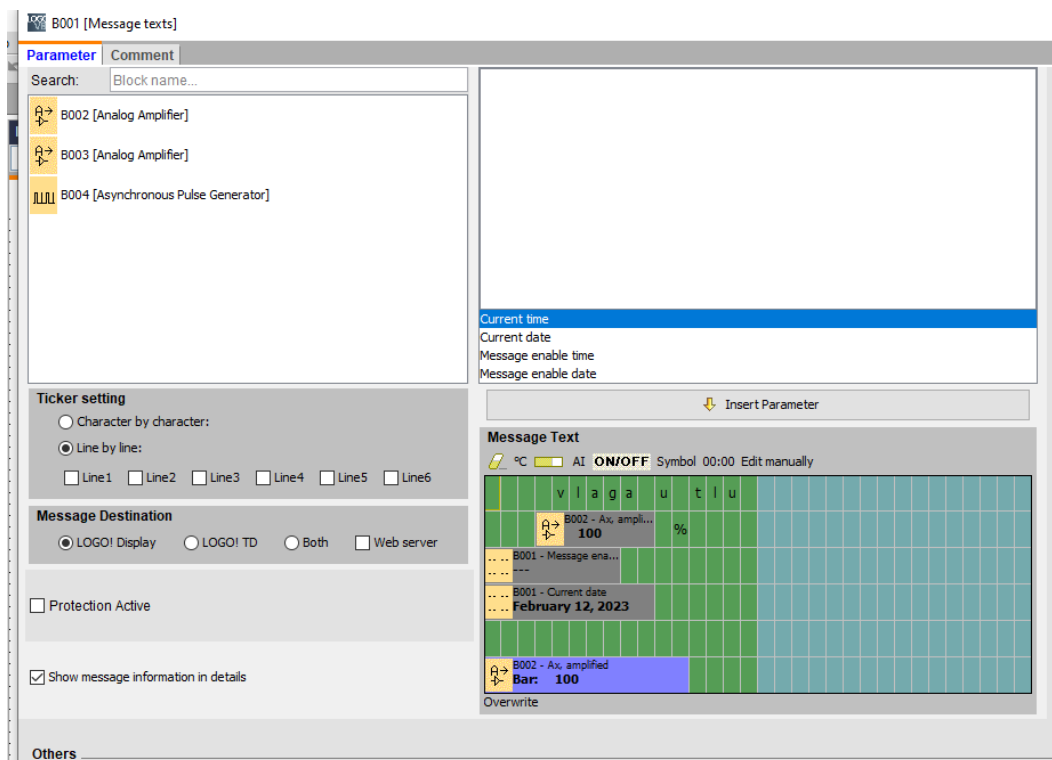 B001 [Message texts]
Parameter Comment
Search: Block name...
B002 [Analog Amplifier]
B003 [Analog Amplifier]
B004 [Asynchronous Pulse Generator]
Current time
Current date
Message enable time
Message enable date
Insert Parameter
Ticker setting
Character by character:
Line by line:
Line1 Line2 Line3 Line4 Line5 Line6
Message Destination
LOGO! Display LOGO! TD Both Web server
Protection Active
Show message information in details
Message Text
°C AI ON/OFF Symbol 00:00 Edit manually
vlaga u tlu
B002 - Ax, ampli...
100 %
B001 - Message ena...
---
B001 - Current date
February 12, 2023
B002 - Ax, amplified
Bar: 100
Overwrite
Others